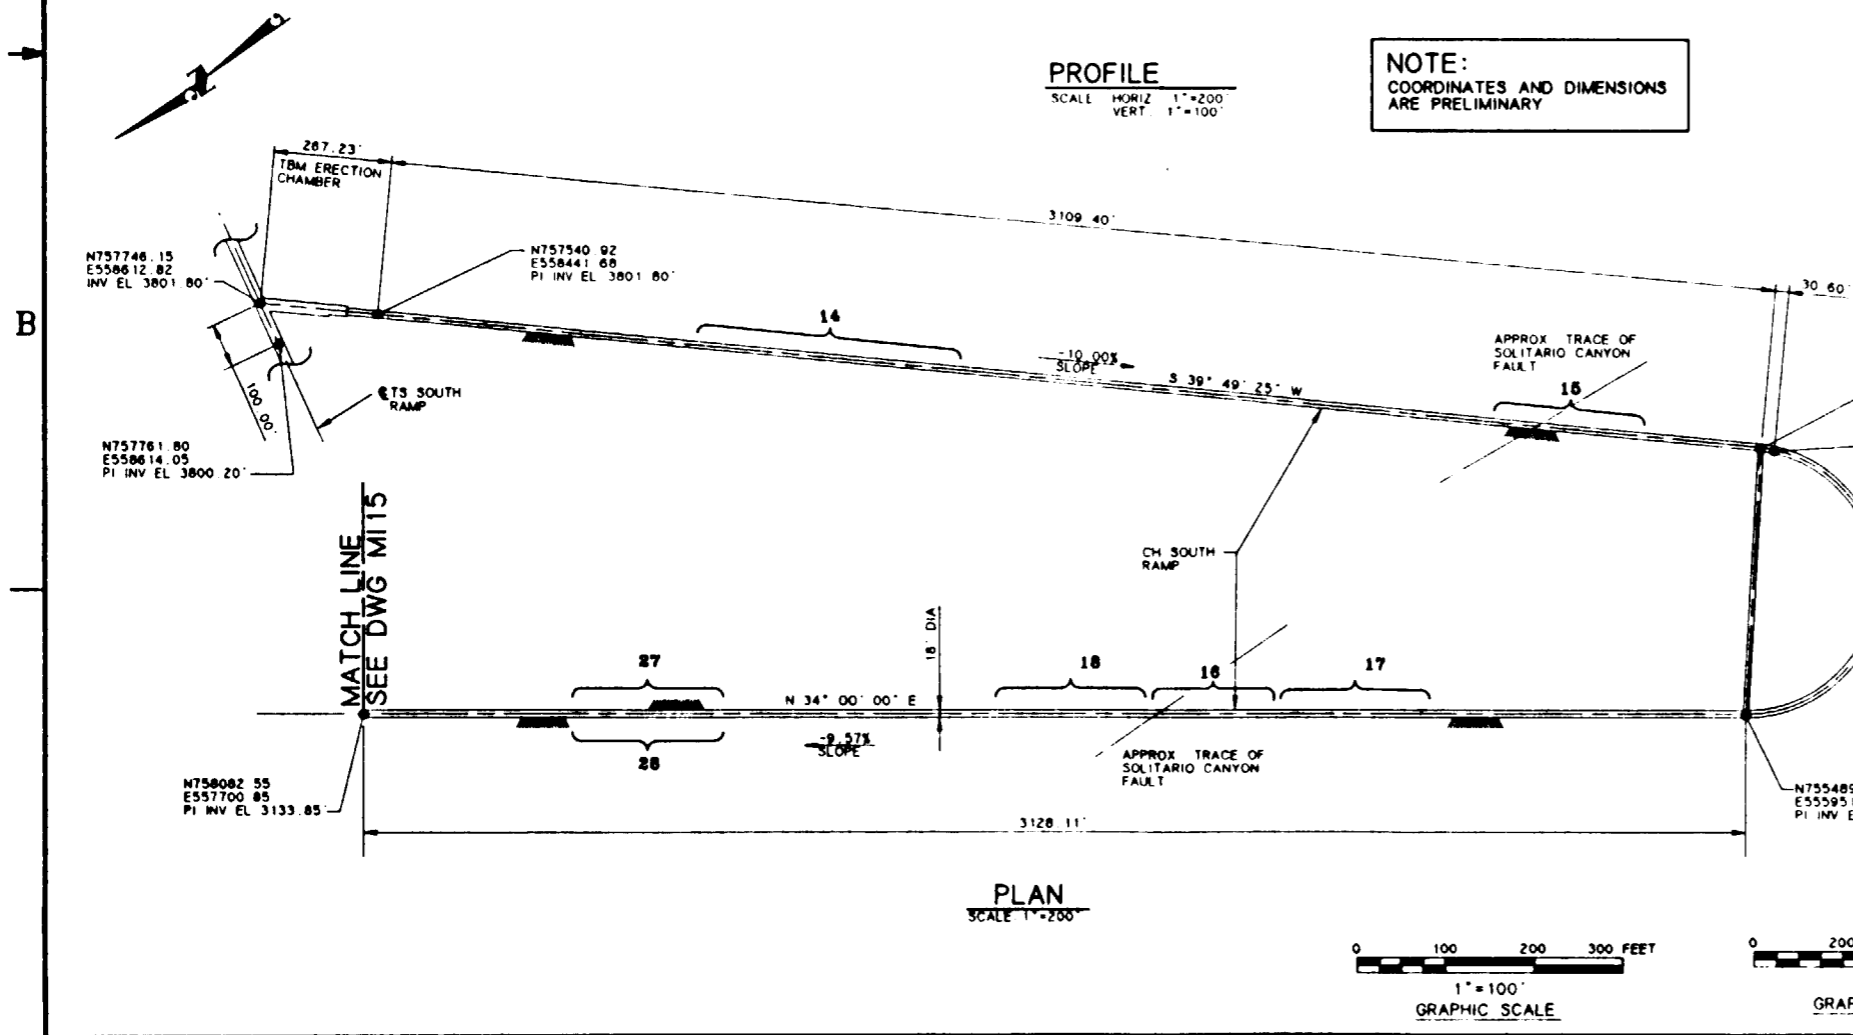 PROFILE
SCALE HORIZ 1"=200'
VERT. 1"=100'
NOTE:
COORDINATES AND DIMENSIONS
ARE PRELIMINARY
267.23'
TBM ERECTION
CHAMBER
3109.40'
30.60'
N757746.15
E558612.82
INV EL 3801.80'
N757540.92
E558441.68
PI INV EL 3801.80'
B
14
-10.00%
SLOPE
S 39° 49' 25" W
APPROX TRACE OF
SOLITARIO CANYON
FAULT
15
100.00'
℄TS SOUTH
RAMP
N757761.80
E558614.05
PI INV EL 3800.20'
MATCH LINE
SEE DWG MI15
CH SOUTH
RAMP
18' DIA
27
18
16
17
N 34° 00' 00" E
-9.57%
SLOPE
28
APPROX TRACE OF
SOLITARIO CANYON
FAULT
N758082.55
E557700.85
PI INV EL 3133.85'
N755489
E555951
PI INV E
3128.11'
PLAN
SCALE: 1"=200'
0 100 200 300 FEET
1"=100'
GRAPHIC SCALE
0 200
GRAP